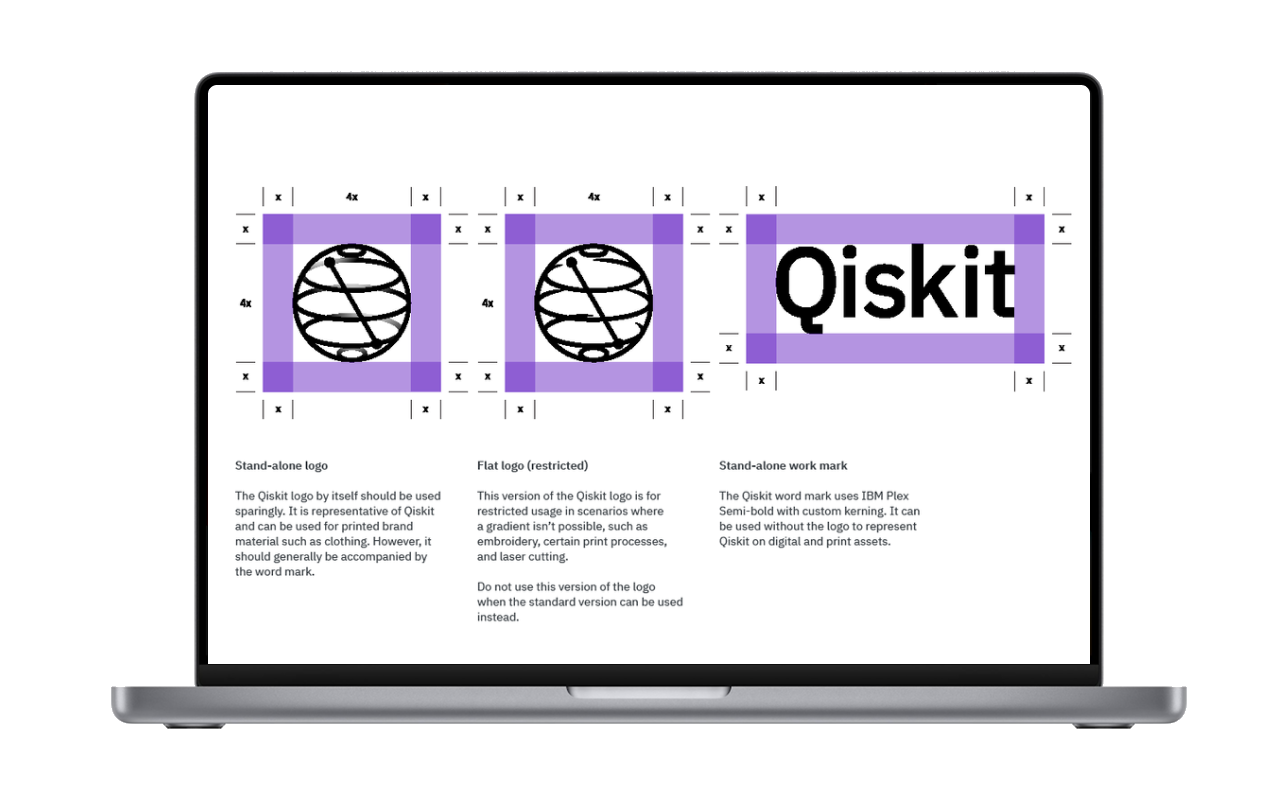 x 4x x x 4x x x x
x x x x x x
4x 4x
Qiskit
x x
x x x x
x x
x x x x
Stand-alone logo
The Qiskit logo by itself should be used
sparingly. It is representative of Qiskit
and can be used for printed brand
material such as clothing. However, it
should generally be accompanied by
the word mark.
Flat logo (restricted)
This version of the Qiskit logo is for
restricted usage in scenarios where
a gradient isn't possible, such as
embroidery, certain print processes,
and laser cutting.
Do not use this version of the logo
when the standard version can be used
instead.
Stand-alone work mark
The Qiskit word mark uses IBM Plex
Semi-bold with custom kerning. It can
be used without the logo to represent
Qiskit on digital and print assets.